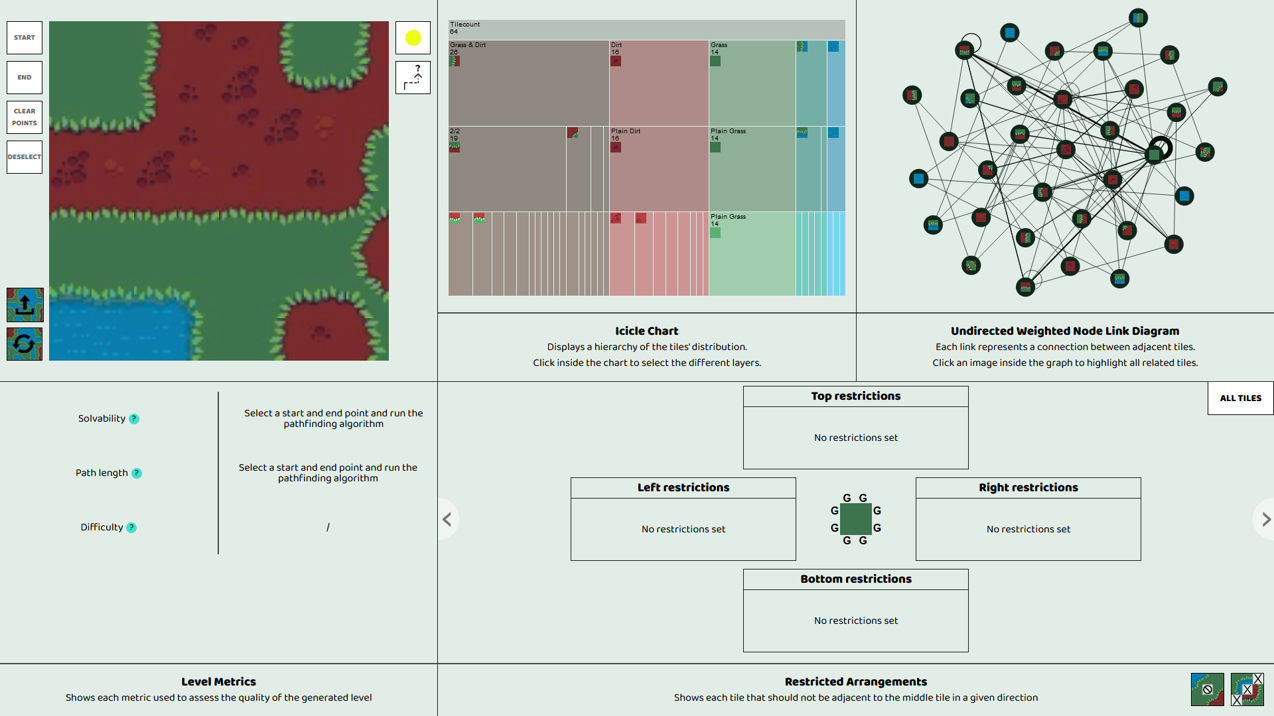 START
END
CLEAR
POINTS
DESELECT
?
Tilecount
64
Grass & Dirt
26
Dirt
16
Grass
14
2/2
19
Plain Dirt
16
Plain Grass
14
Plain Grass
14
Icicle Chart
Displays a hierarchy of the tiles' distribution.
Click inside the chart to select the different layers.
Undirected Weighted Node Link Diagram
Each link represents a connection between adjacent tiles.
Click an image inside the graph to highlight all related tiles.
Solvability ?
Select a start and end point and run the
pathfinding algorithm
Path length ?
Select a start and end point and run the
pathfinding algorithm
Difficulty ?
/
ALL TILES
Top restrictions
No restrictions set
Left restrictions
No restrictions set
G G
G G
G G
G G
Right restrictions
No restrictions set
Bottom restrictions
No restrictions set
Level Metrics
Shows each metric used to assess the quality of the generated level
Restricted Arrangements
Shows each tile that should not be adjacent to the middle tile in a given direction
X
X
X